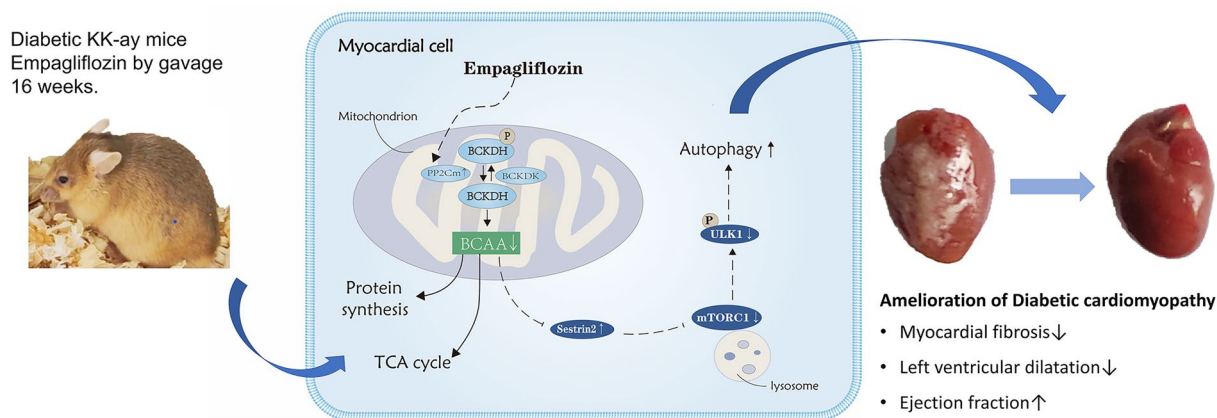 Diabetic KK-ay mice
Empagliflozin by gavage
16 weeks.
Myocardial cell
Empagliflozin
Mitochondrion
P
BCKDH
PP2Cm↑
BCKDK
BCKDH
BCAA↓
Protein
synthesis
TCA cycle
Sestrin2↑
Autophagy↑
P
ULK1↓
mTORC1↓
lysosome
Amelioration of Diabetic cardiomyopathy
• Myocardial fibrosis↓
• Left ventricular dilatation↓
• Ejection fraction↑